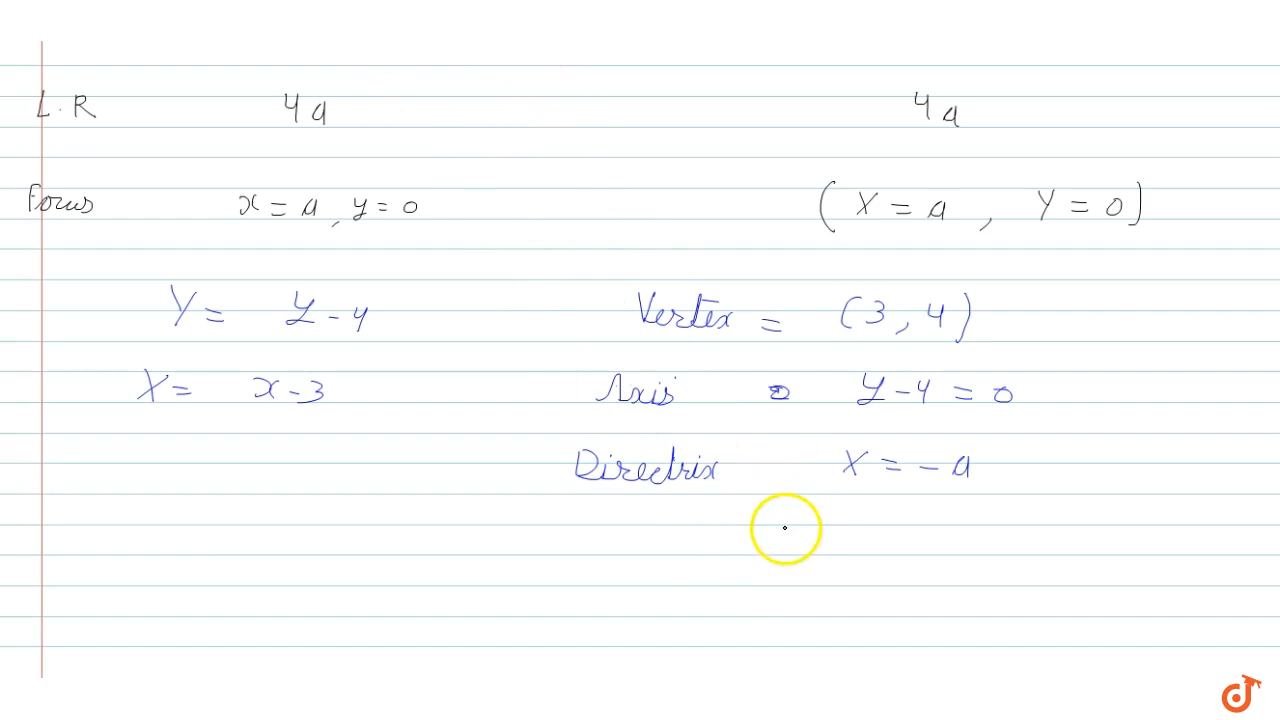 L.R 4a 4a
Focus x = a, y = 0 (X = a, Y = 0)
Y = y - 4 Vertex = (3, 4)
X = x - 3 Axis = y - 4 = 0
Directrix X = - a